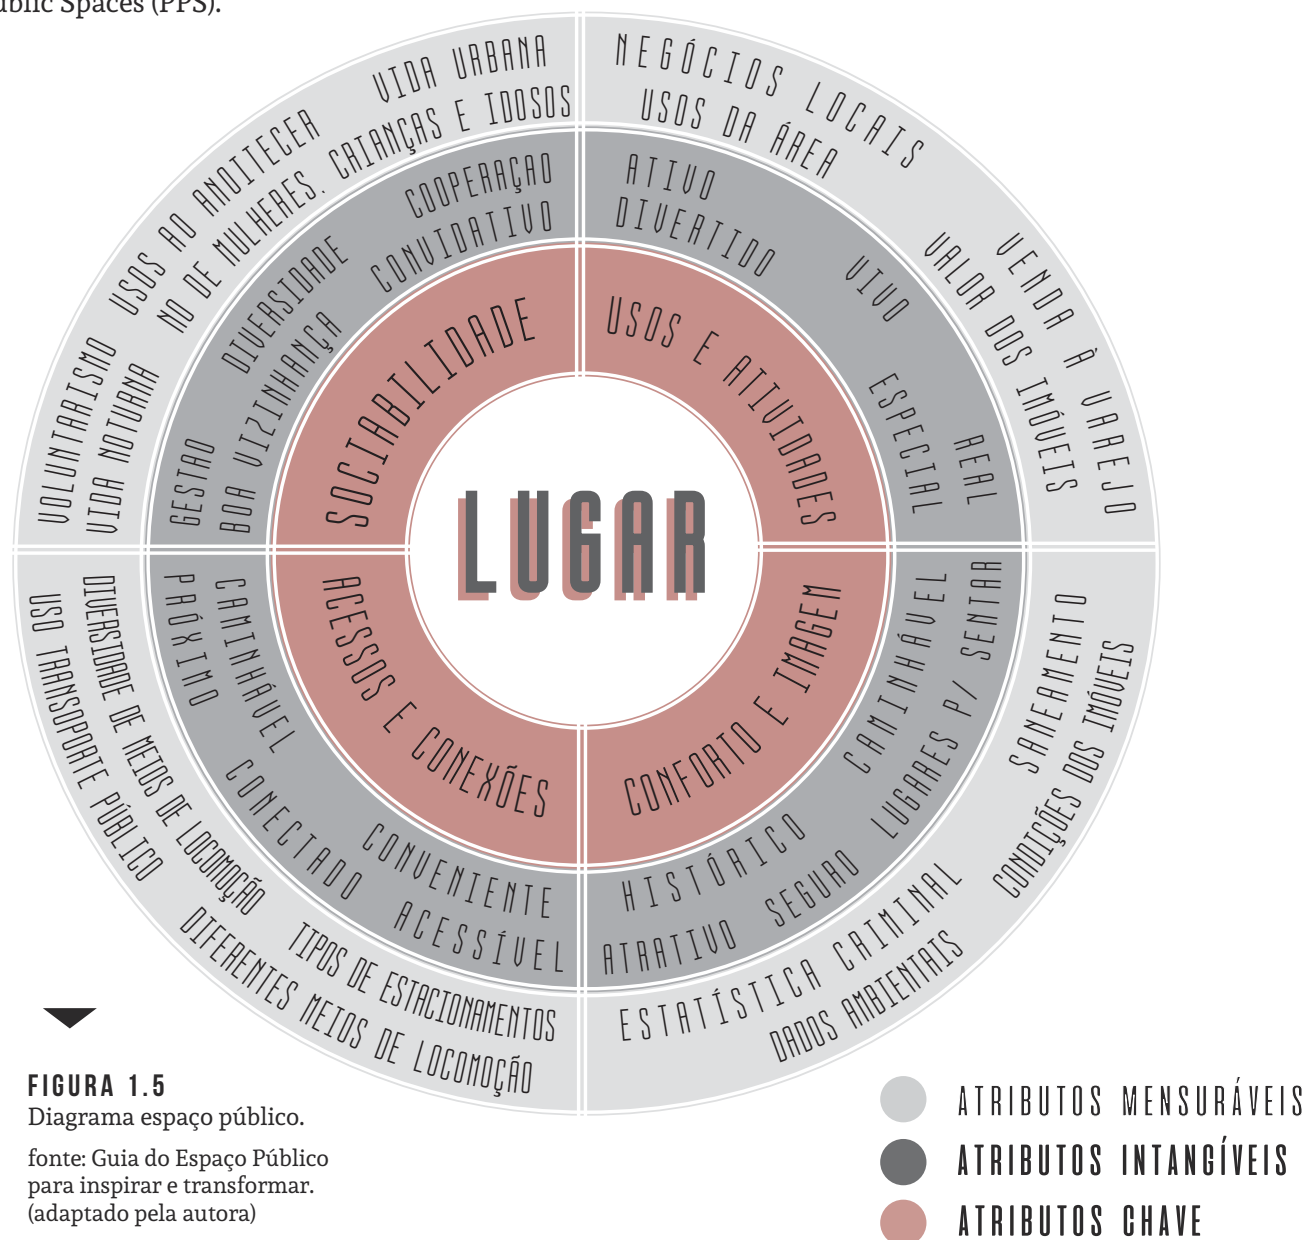 ublic Spaces (PPS).
VIDA URBANA
USOS AO ANOITECER
NO DE MULHERES, CRIANÇAS E IDOSOS
VOLUNTARISMO
VIDA NOTURNA
COOPERAÇAO
CONVIDATIVO
DIVERSIDADE
BOA VIZINHANÇA
GESTAO
SOCIABILIDADE
NEGÓCIOS LOCAIS
USOS DA ÁREA
VENDA À VAREJO
VALOR DOS IMÓVEIS
ATIVO
DIVERTIDO
VIVO
ESPECIAL
REAL
USOS E ATIVIDADES
LUGAR
ACESSOS E CONEXÕES
CAMINHÁVEL
PRÓXIMO
CONECTADO
CONVENIENTE
ACESSÍVEL
DIVERSIDADE DE MEIOS DE LOCOMOÇÃO
USO TRANSPORTE PÚBLICO
TIPOS DE ESTACIONAMENTOS
DIFERENTES MEIOS DE LOCOMOÇÃO
CONFORTO E IMAGEM
CAMINHÁVEL
LUGARES P/ SENTAR
HISTÓRICO
SEGURO
ATRATIVO
SANEAMENTO
CONDIÇÕES DOS IMÓVEIS
ESTATÍSTICA CRIMINAL
DADOS AMBIENTAIS
FIGURA 1.5
Diagrama espaço público.
fonte: Guia do Espaço Público
para inspirar e transformar.
(adaptado pela autora)
ATRIBUTOS MENSURÁVEIS
ATRIBUTOS INTANGÍVEIS
ATRIBUTOS CHAVE